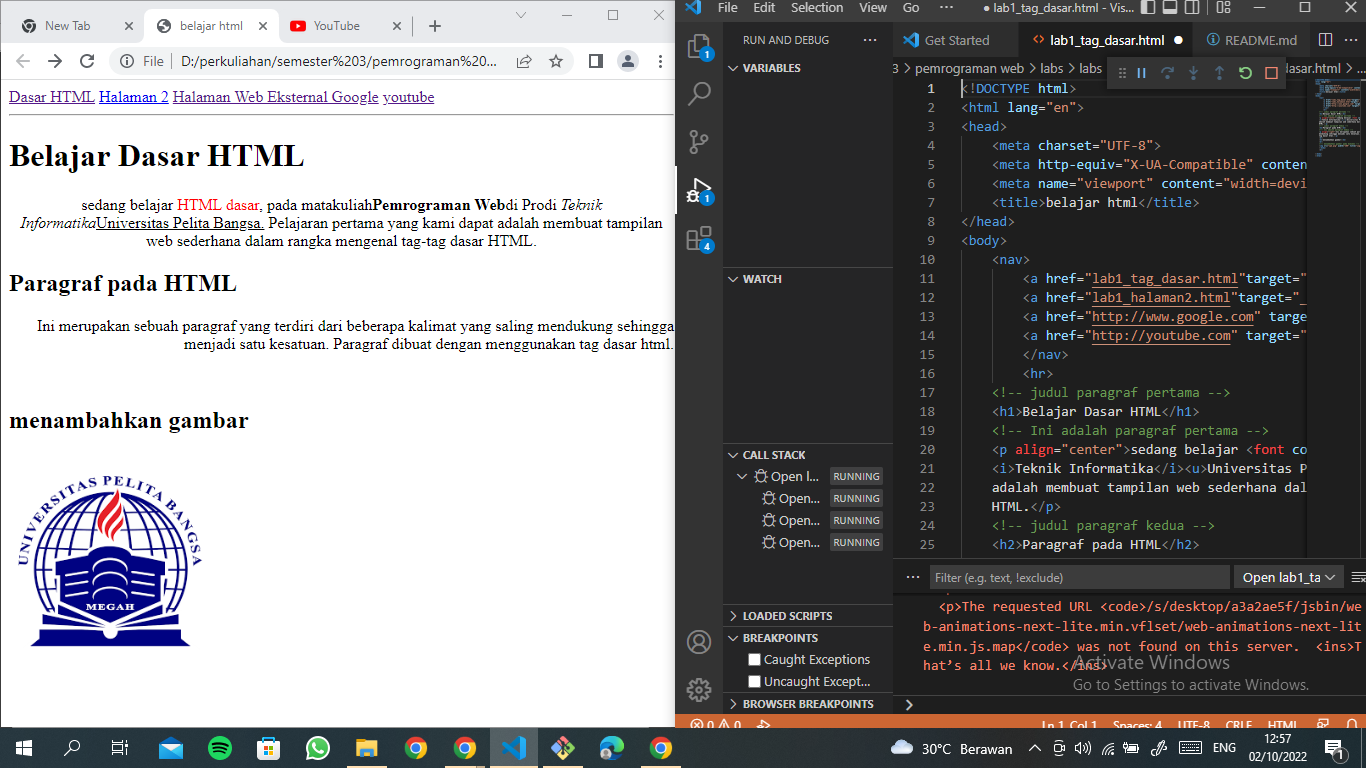 New Tab
belajar html
YouTube
File
D:/perkuliahan/semester%203/pemrograman%20...
Dasar HTML Halaman 2 Halaman Web Eksternal Google youtube
Belajar Dasar HTML
sedang belajar HTML dasar, pada matakuliahPemrograman Webdi Prodi Teknik
InformatikaUniversitas Pelita Bangsa. Pelajaran pertama yang kami dapat adalah membuat tampilan
web sederhana dalam rangka mengenal tag-tag dasar HTML.
Paragraf pada HTML
Ini merupakan sebuah paragraf yang terdiri dari beberapa kalimat yang saling mendukung sehingga
menjadi satu kesatuan. Paragraf dibuat dengan menggunakan tag dasar html.
menambahkan gambar
UNIVERSITAS PELITA BANGSA
MEGAH
File Edit Selection View Go ··· ● lab1_tag_dasar.html - Vis...
RUN AND DEBUG ···
Get Started
<> lab1_tag_dasar.html ●
README.md
VARIABLES
3 > pemrograman web > labs > labs
dasar.html > ...
1 <!DOCTYPE html>
2 <html lang="en">
3 <head>
4 <meta charset="UTF-8">
5 <meta http-equiv="X-UA-Compatible" conten
6 <meta name="viewport" content="width=devi
7 <title>belajar html</title>
8 </head>
9 <body>
10 <nav>
11 <a href="lab1_tag_dasar.html"target="
12 <a href="lab1_halaman2.html"target="_
13 <a href="http://www.google.com" targe
14 <a href="http://youtube.com" target="
15 </nav>
16 <hr>
17 <!-- judul paragraf pertama -->
18 <h1>Belajar Dasar HTML</h1>
19 <!-- Ini adalah paragraf pertama -->
20 <p align="center">sedang belajar <font co
21 <i>Teknik Informatika</i><u>Universitas P
22 adalah membuat tampilan web sederhana dal
23 HTML.</p>
24 <!-- judul paragraf kedua -->
25 <h2>Paragraf pada HTML</h2>
WATCH
CALL STACK
Open l... RUNNING
Open... RUNNING
Open... RUNNING
Open... RUNNING
LOADED SCRIPTS
BREAKPOINTS
Caught Exceptions
Uncaught Except...
BROWSER BREAKPOINTS
1
1
4
··· Filter (e.g. text, !exclude) Open lab1_ta
<p>The requested URL <code>/s/desktop/a3a2ae5f/jsbin/we
b-animations-next-lite.min.vflset/web-animations-next-lit
e.min.js.map</code> was not found on this server. <ins>T
hat's all we know.</ins>
Activate Windows
Go to Settings to activate Windows.
0 0
Ln 1, Col 1 Spaces: 4 UTF-8 CRLF HTML
30°C Berawan
ENG
12:57
02/10/2022
1